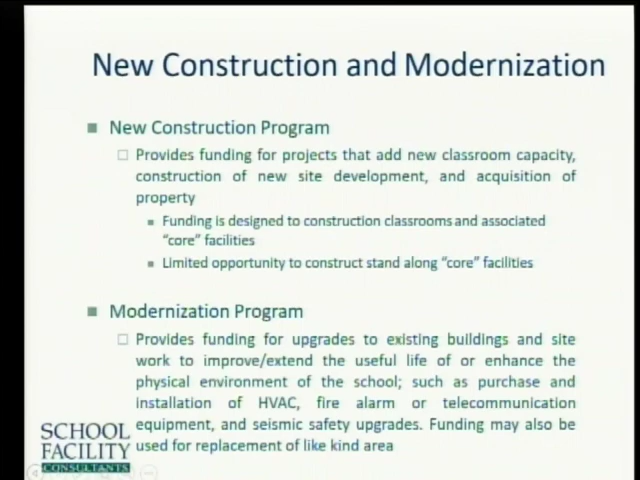 New Construction and Modernization
New Construction Program
Provides funding for projects that add new classroom capacity,
construction of new site development, and acquisition of
property
Funding is designed to construction classrooms and associated
“core” facilities
Limited opportunity to construct stand along “core” facilities
Modernization Program
Provides funding for upgrades to existing buildings and site
work to improve/extend the useful life of or enhance the
physical environment of the school; such as purchase and
installation of HVAC, fire alarm or telecommunication
equipment, and seismic safety upgrades. Funding may also be
used for replacement of like kind area
SCHOOL
FACILITY
CONSULTANTS